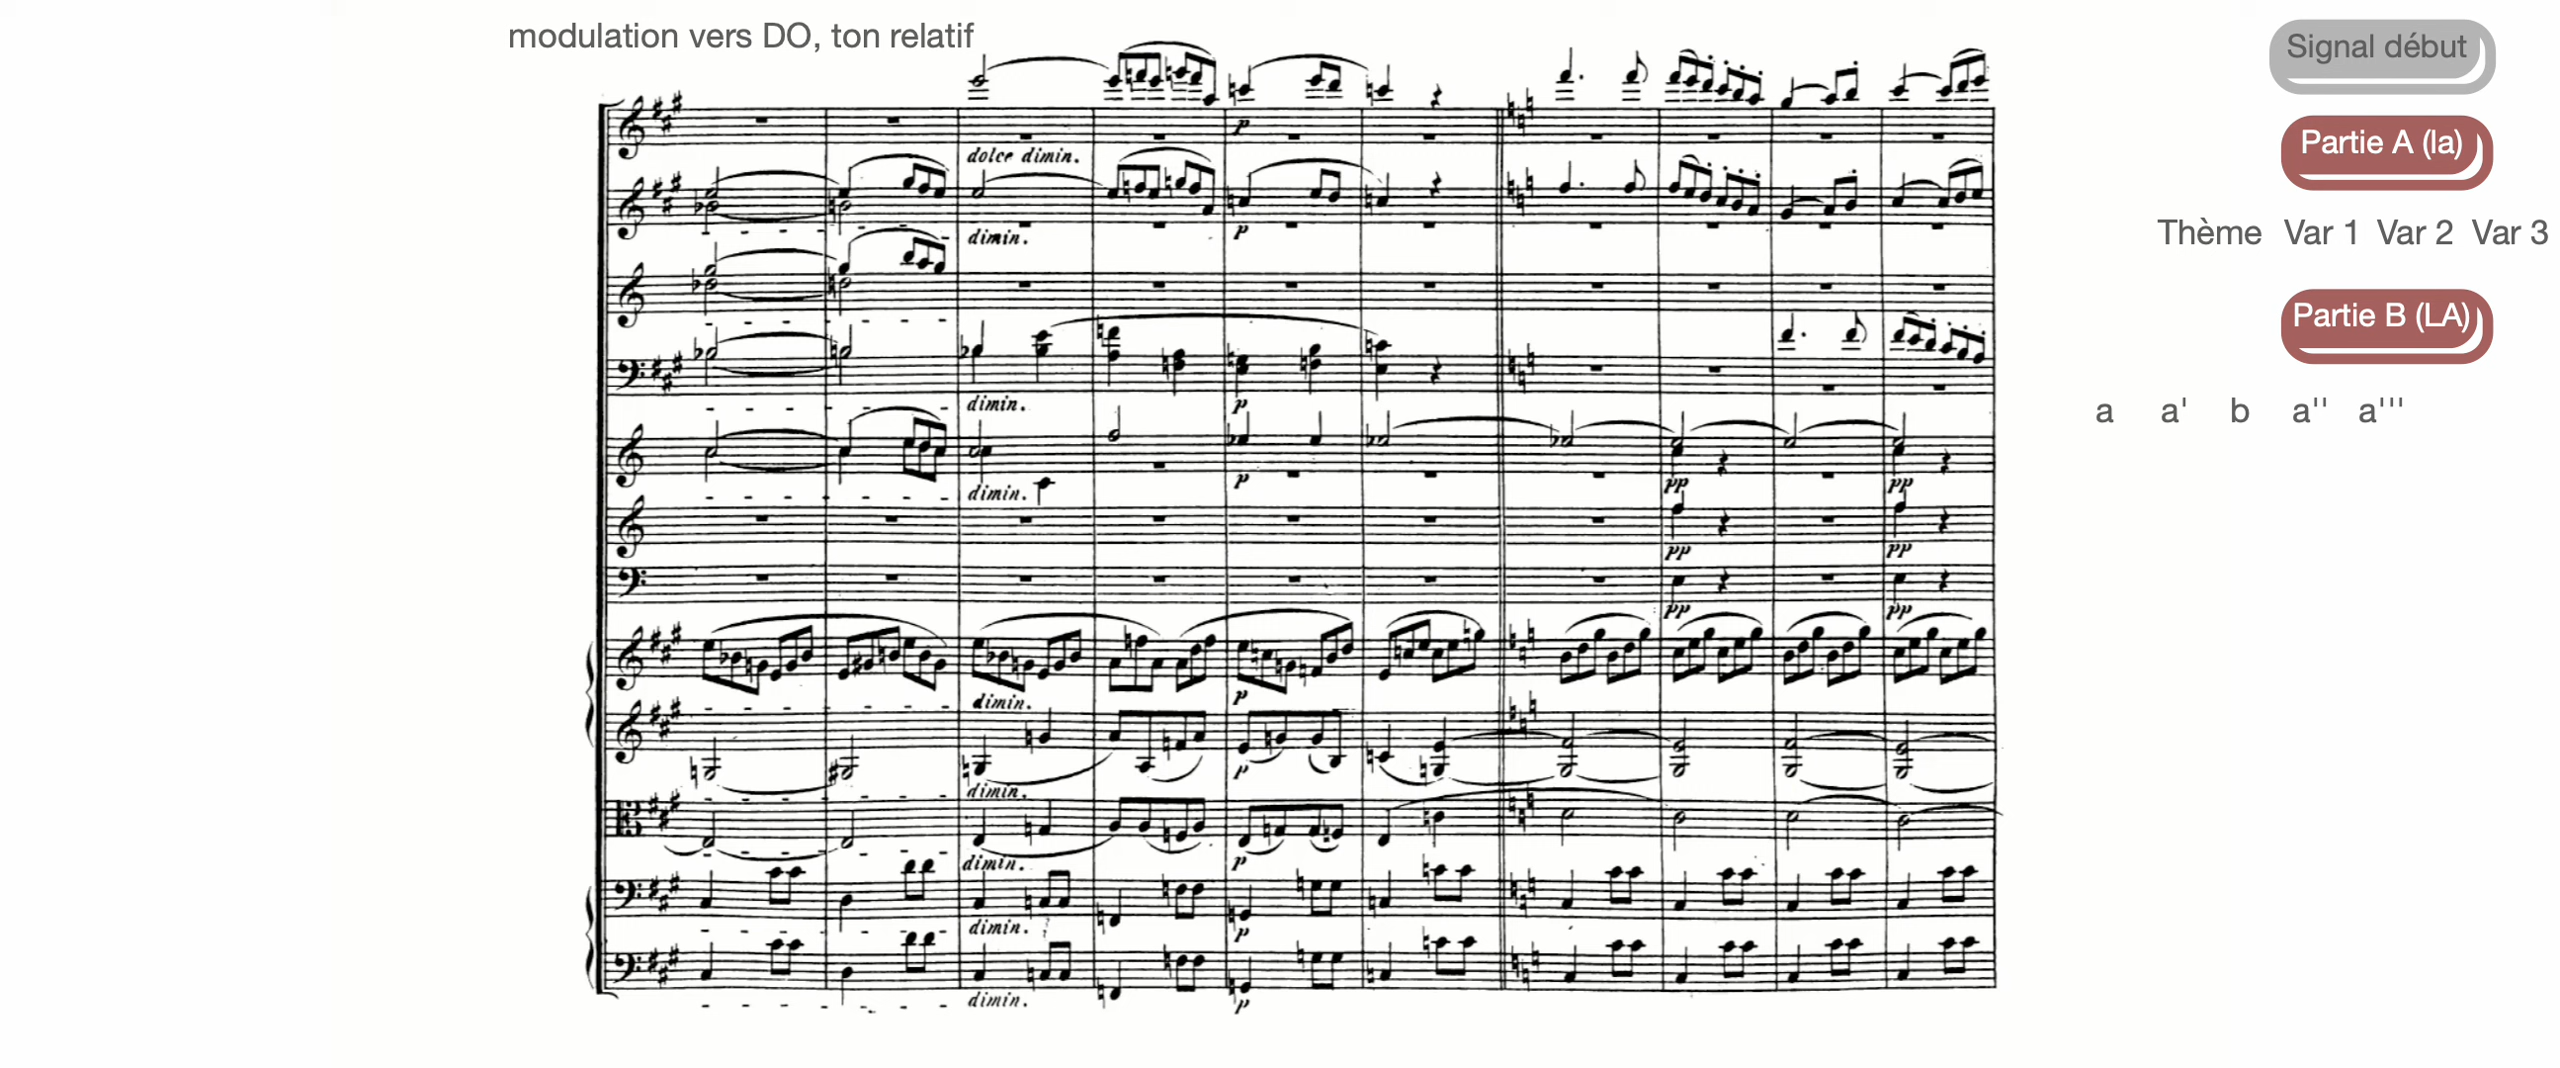 modulation vers DO, ton relatif
Signal début
Partie A (la)
Thème Var 1 Var 2 Var 3
Partie B (LA)
a a' b a'' a'''
dolce dimin.
p
dimin.
p
dimin.
p
dimin.
p
pp
pp
pp
pp
pp
pp
dimin.
p
dimin.
p
dimin.
p
dimin.
p
dimin.
p